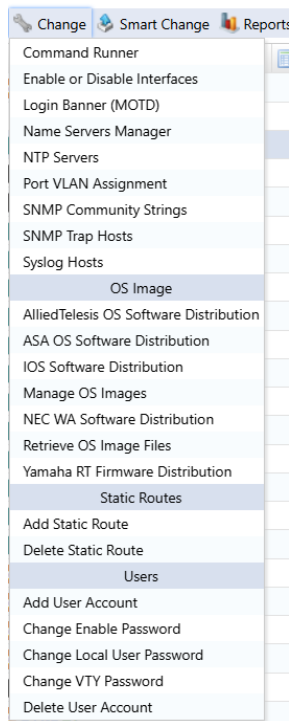 Change Smart Change Reports
Command Runner
Enable or Disable Interfaces
Login Banner (MOTD)
Name Servers Manager
NTP Servers
Port VLAN Assignment
SNMP Community Strings
SNMP Trap Hosts
Syslog Hosts
OS Image
AlliedTelesis OS Software Distribution
ASA OS Software Distribution
IOS Software Distribution
Manage OS Images
NEC WA Software Distribution
Retrieve OS Image Files
Yamaha RT Firmware Distribution
Static Routes
Add Static Route
Delete Static Route
Users
Add User Account
Change Enable Password
Change Local User Password
Change VTY Password
Delete User Account